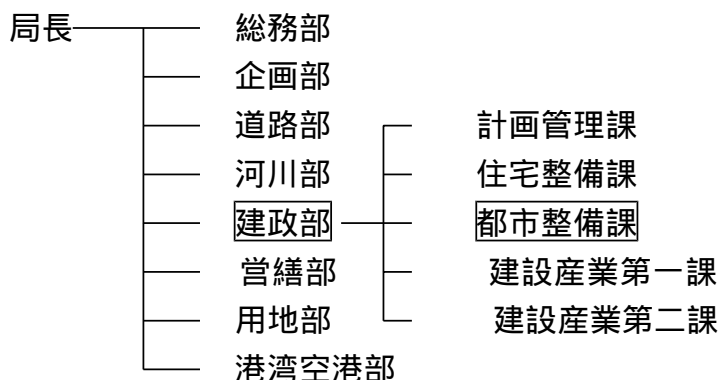 局長 総務部
企画部
道路部 計画管理課
河川部 住宅整備課
建政部 都市整備課
営繕部 建設産業第一課
用地部 建設産業第二課
港湾空港部